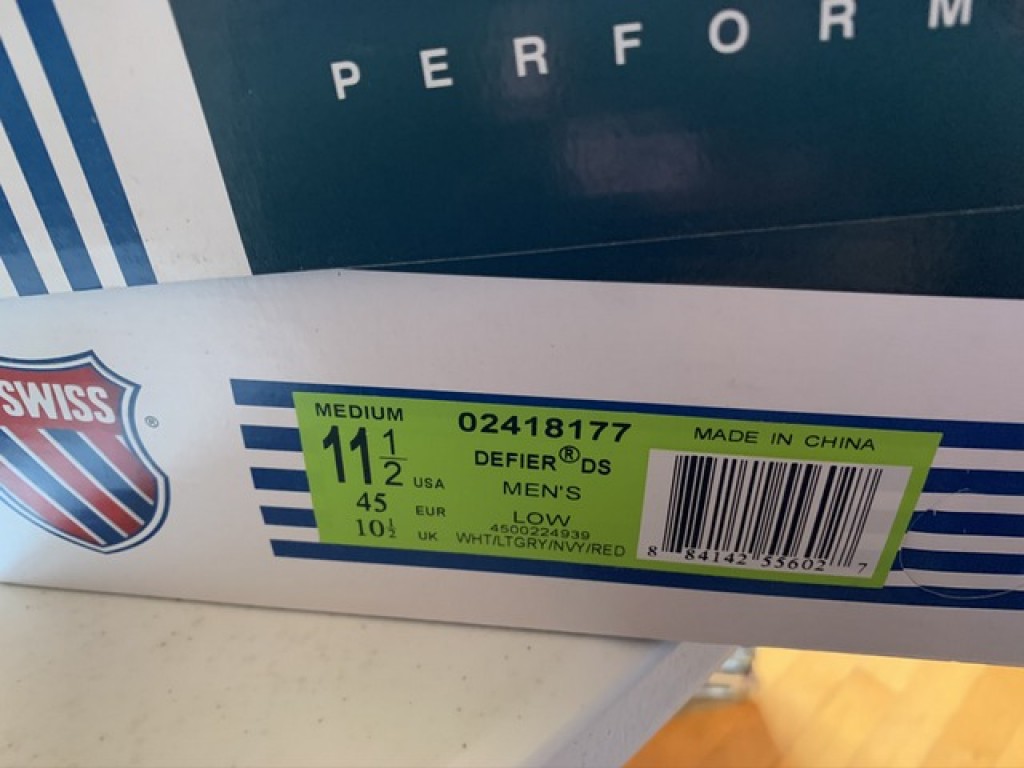 PERFORM
SWISS
®
MEDIUM
11 1/2 USA
45 EUR
10 1/2 UK
02418177
DEFIER® DS
MEN'S
LOW
4500224939
WHT/LTGRY/NVY/RED
MADE IN CHINA
8 84142 55602 7